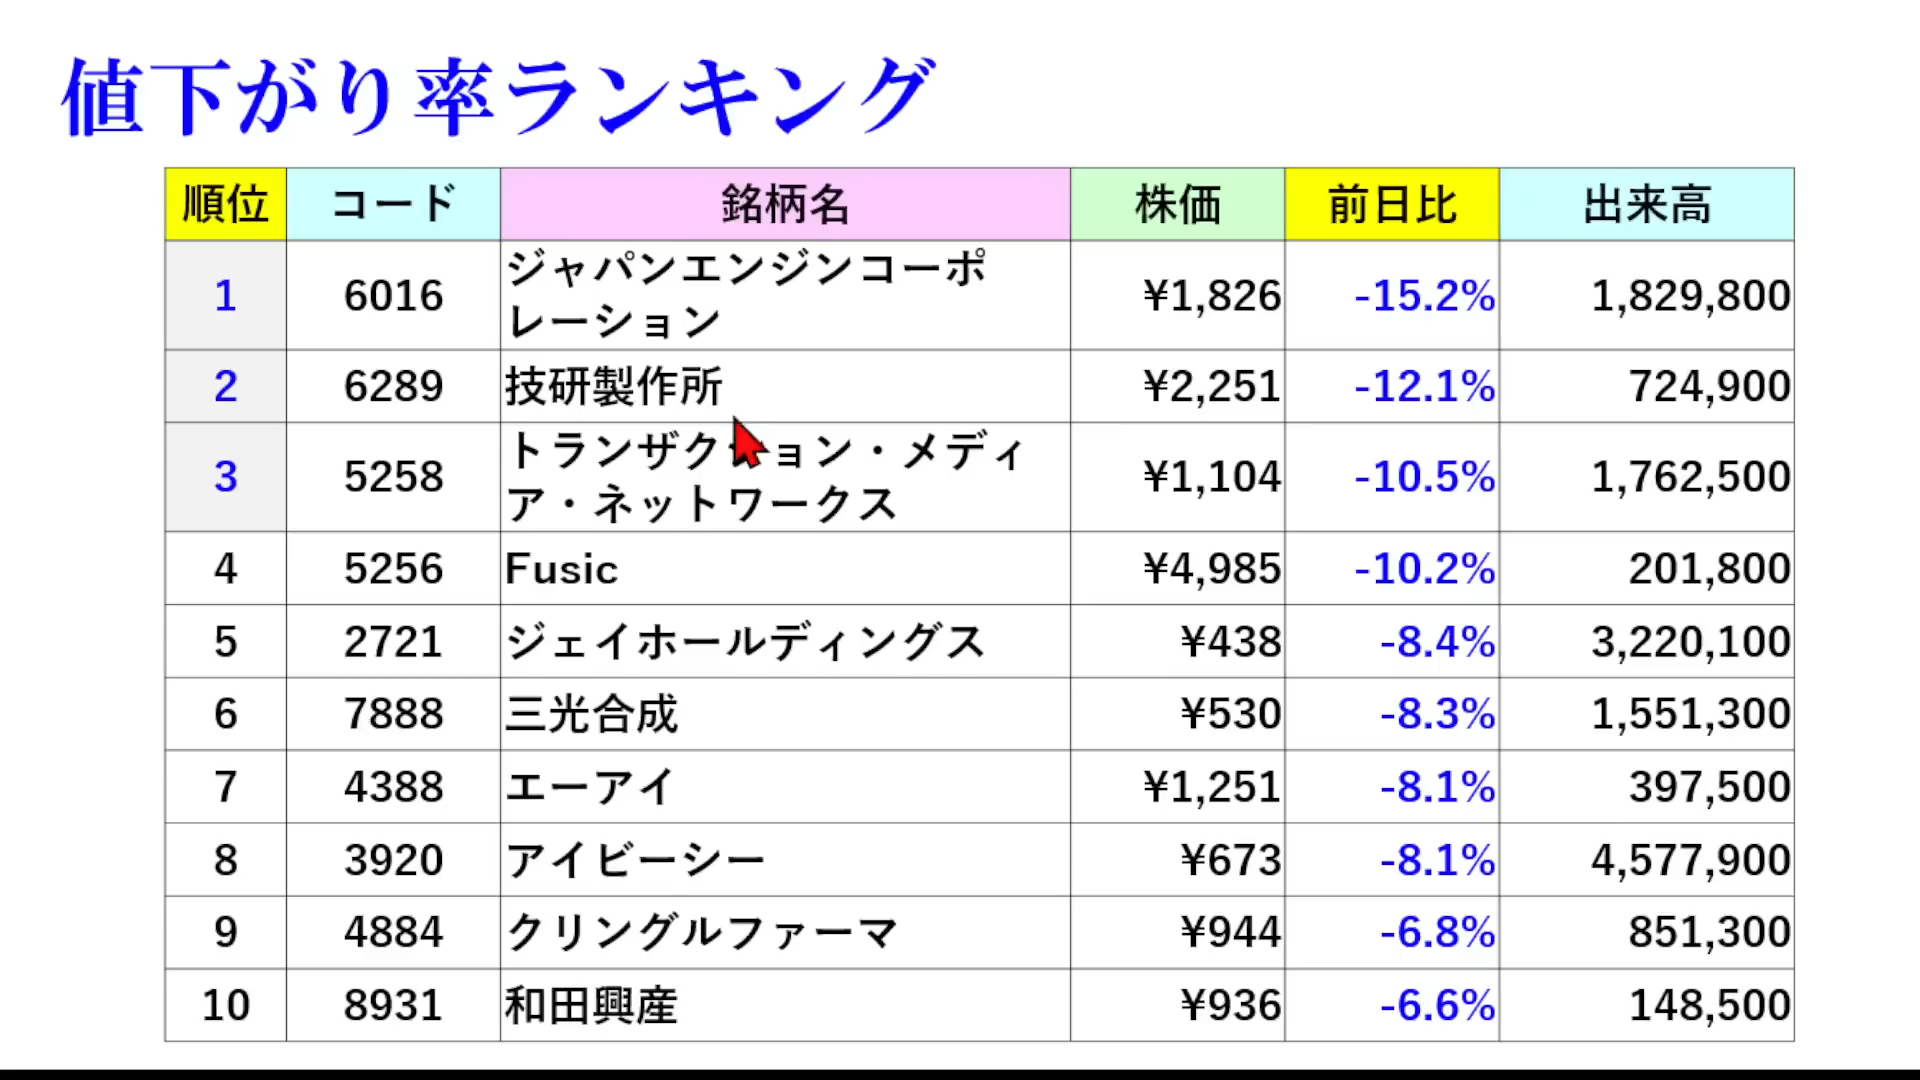 値下がり率ランキング
順位 コード 銘柄名 株価 前日比 出来高
1 6016 ジャパンエンジンコーポ
レーション ¥1,826 -15.2% 1,829,800
2 6289 技研製作所 ¥2,251 -12.1% 724,900
3 5258 トランザクション・メディ
ア・ネットワークス ¥1,104 -10.5% 1,762,500
4 5256 Fusic ¥4,985 -10.2% 201,800
5 2721 ジェイホールディングス ¥438 -8.4% 3,220,100
6 7888 三光合成 ¥530 -8.3% 1,551,300
7 4388 エーアイ ¥1,251 -8.1% 397,500
8 3920 アイビーシー ¥673 -8.1% 4,577,900
9 4884 クリングルファーマ ¥944 -6.8% 851,300
10 8931 和田興産 ¥936 -6.6% 148,500